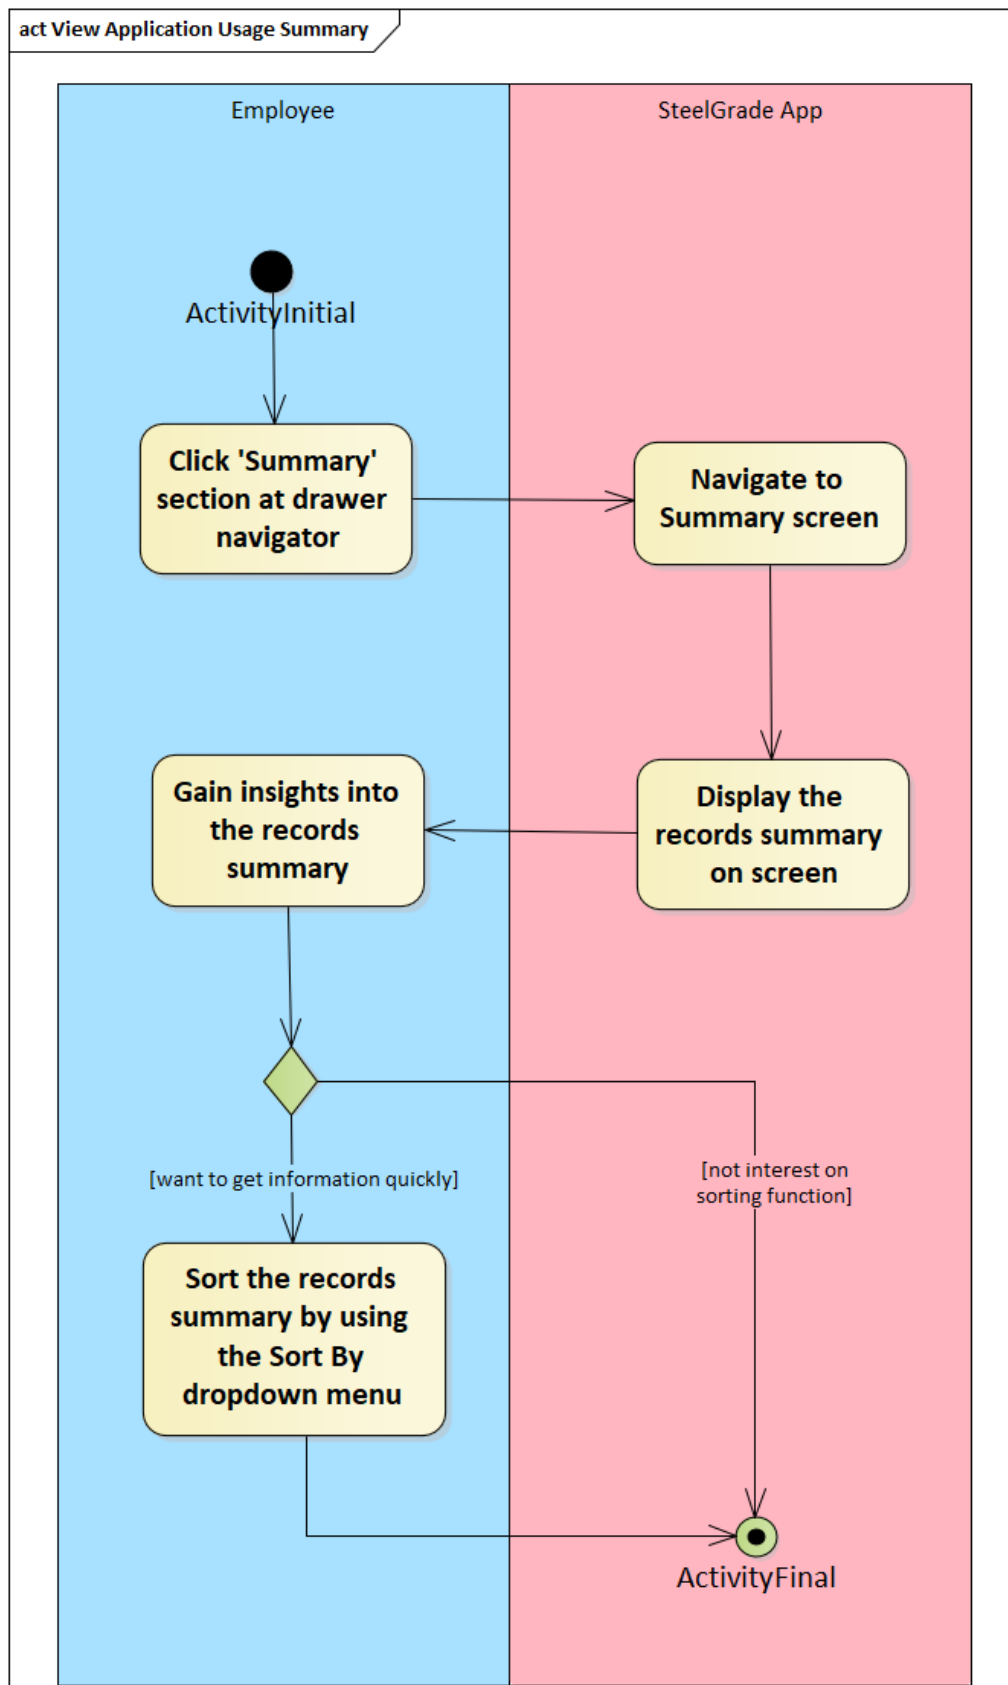 act View Application Usage Summary
Employee
SteelGrade App
ActivityInitial
Click 'Summary'
section at drawer
navigator
Navigate to
Summary screen
Gain insights into
the records
summary
Display the
records summary
on screen
[want to get information quickly]
[not interest on
sorting function]
Sort the records
summary by using
the Sort By
dropdown menu
ActivityFinal